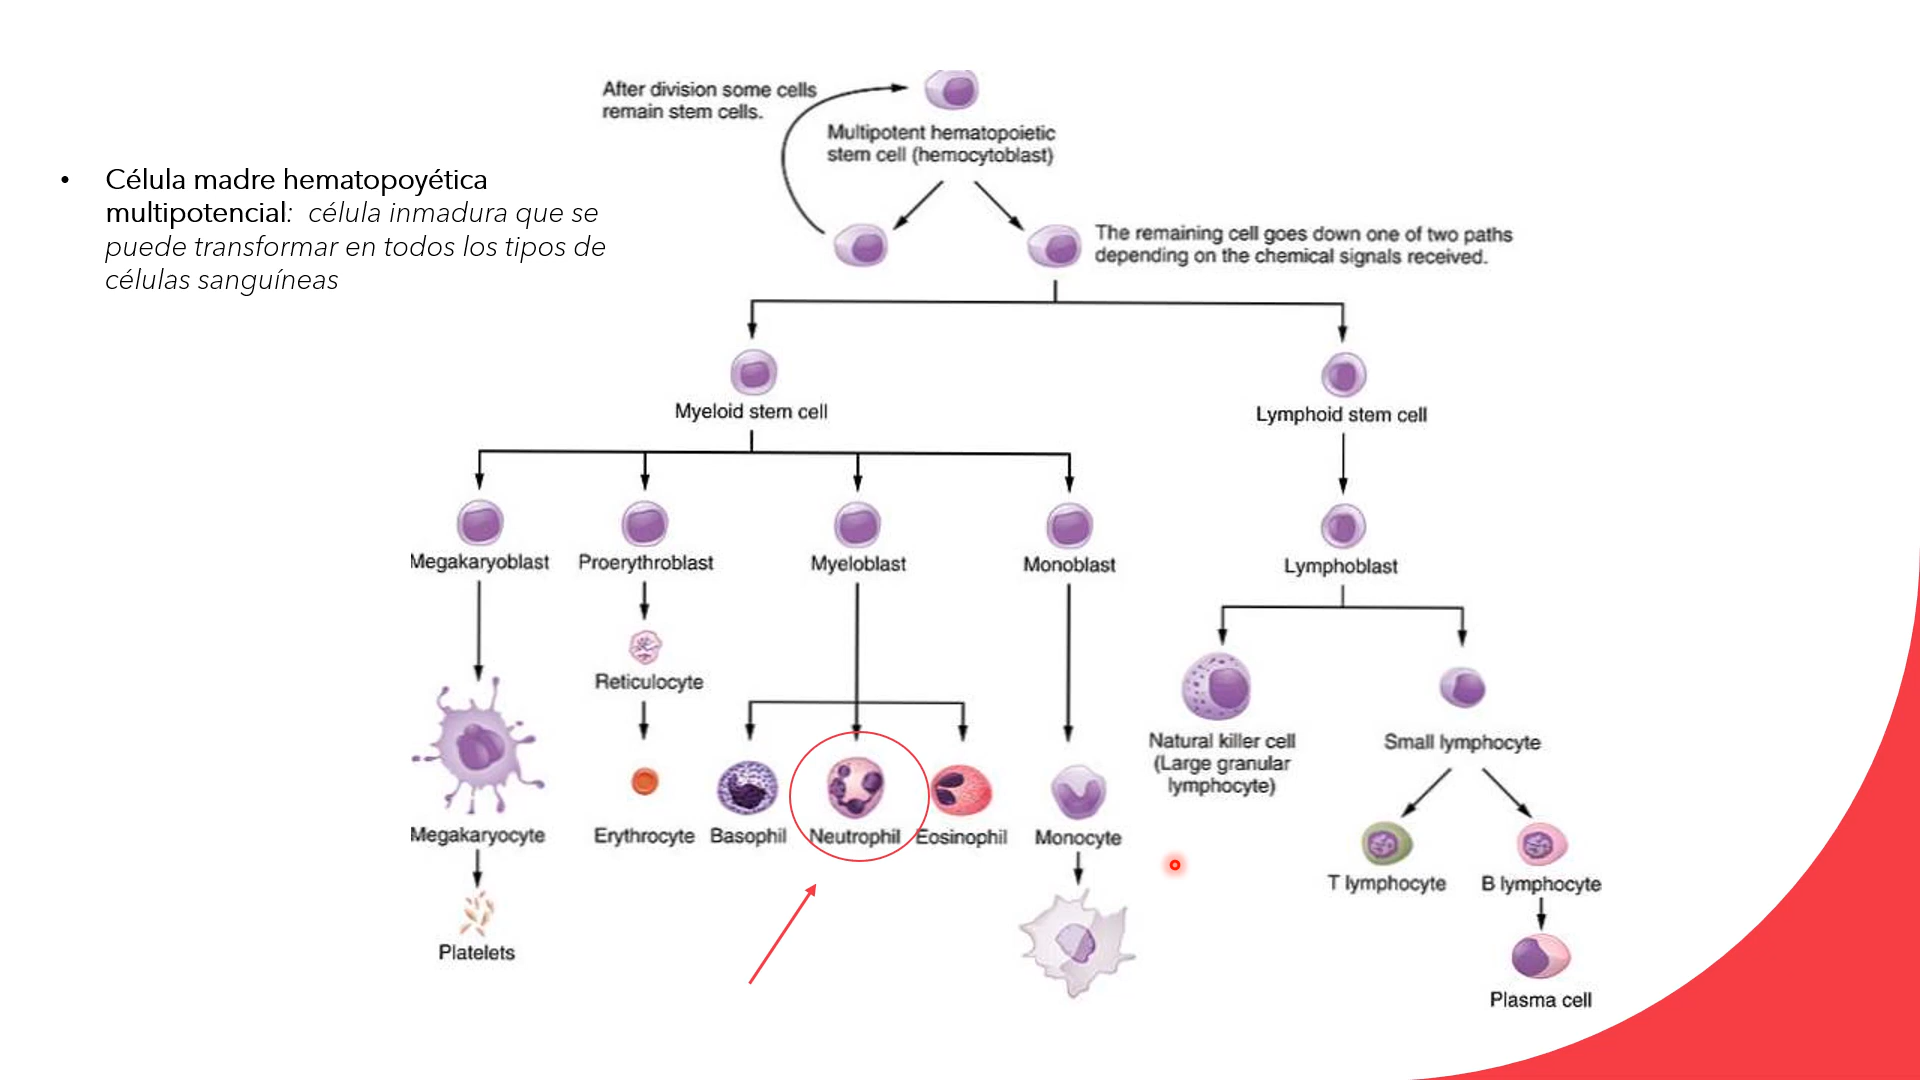 After division some cells
remain stem cells.
Multipotent hematopoietic
stem cell (hemocytoblast)
• Célula madre hematopoyética
multipotencial: célula inmadura que se
puede transformar en todos los tipos de
células sanguíneas
The remaining cell goes down one of two paths
depending on the chemical signals received.
Myeloid stem cell
Lymphoid stem cell
Megakaryoblast
Proerythroblast
Myeloblast
Monoblast
Lymphoblast
Reticulocyte
Natural killer cell
(Large granular
lymphocyte)
Small lymphocyte
Megakaryocyte
Erythrocyte
Basophil
Neutrophil
Eosinophil
Monocyte
T lymphocyte
B lymphocyte
Platelets
Plasma cell